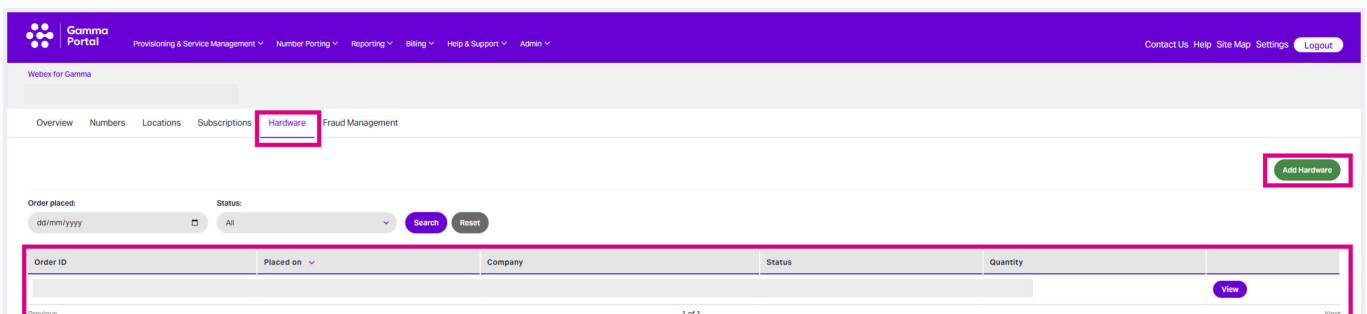 Gamma
Portal
Provisioning & Service Management Number Porting Reporting Billing Help & Support Admin Contact Us Help Site Map Settings Logout
Webex for Gamma
Overview Numbers Locations Subscriptions Hardware Fraud Management
Add Hardware
Order placed: Status:
dd/mm/yyyy All Search Reset
Order ID Placed on Company Status Quantity
View
Previous 1 of 1 Next